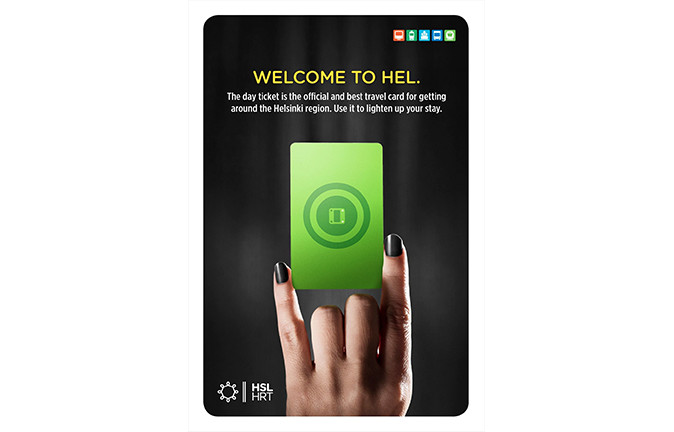 WELCOME TO HEL.
The day ticket is the official and best travel card for getting
around the Helsinki region. Use it to lighten up your stay.
HSL
HRT